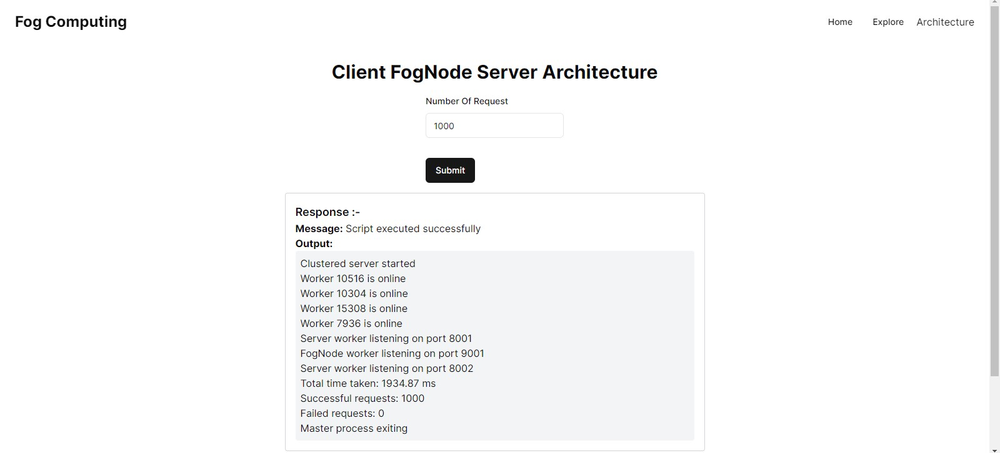 Fog Computing
Home Explore Architecture
Client FogNode Server Architecture
Number Of Request
1000
Submit
Response :-
Message: Script executed successfully
Output:
Clustered server started
Worker 10516 is online
Worker 10304 is online
Worker 15308 is online
Worker 7936 is online
Server worker listening on port 8001
FogNode worker listening on port 9001
Server worker listening on port 8002
Total time taken: 1934.87 ms
Successful requests: 1000
Failed requests: 0
Master process exiting